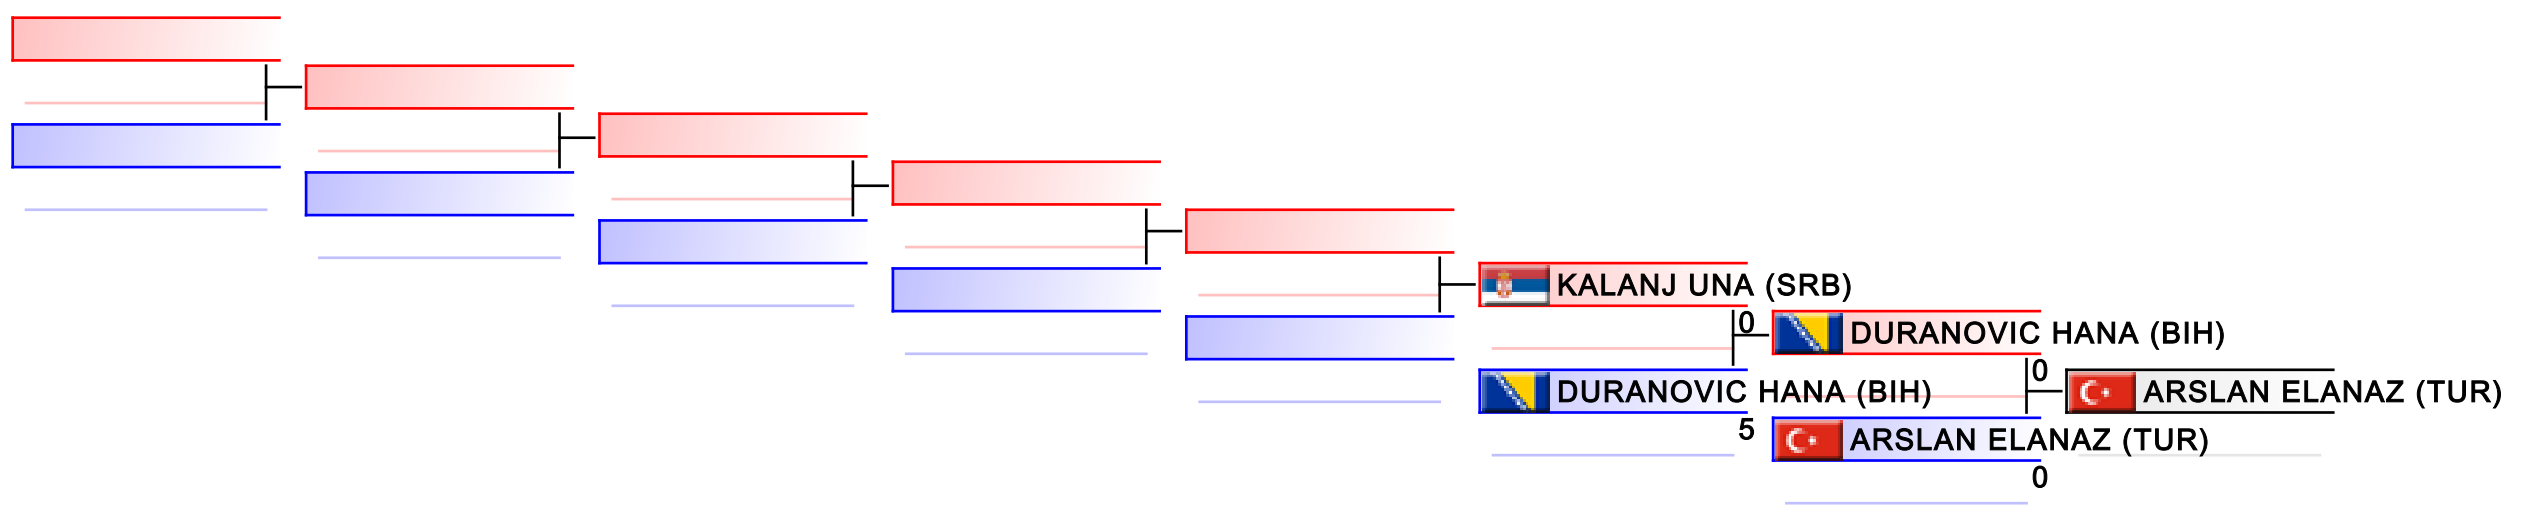 KALANJ UNA (SRB)
0
DURANOVIC HANA (BIH)
5
DURANOVIC HANA (BIH)
0
ARSLAN ELANAZ (TUR)
0
ARSLAN ELANAZ (TUR)